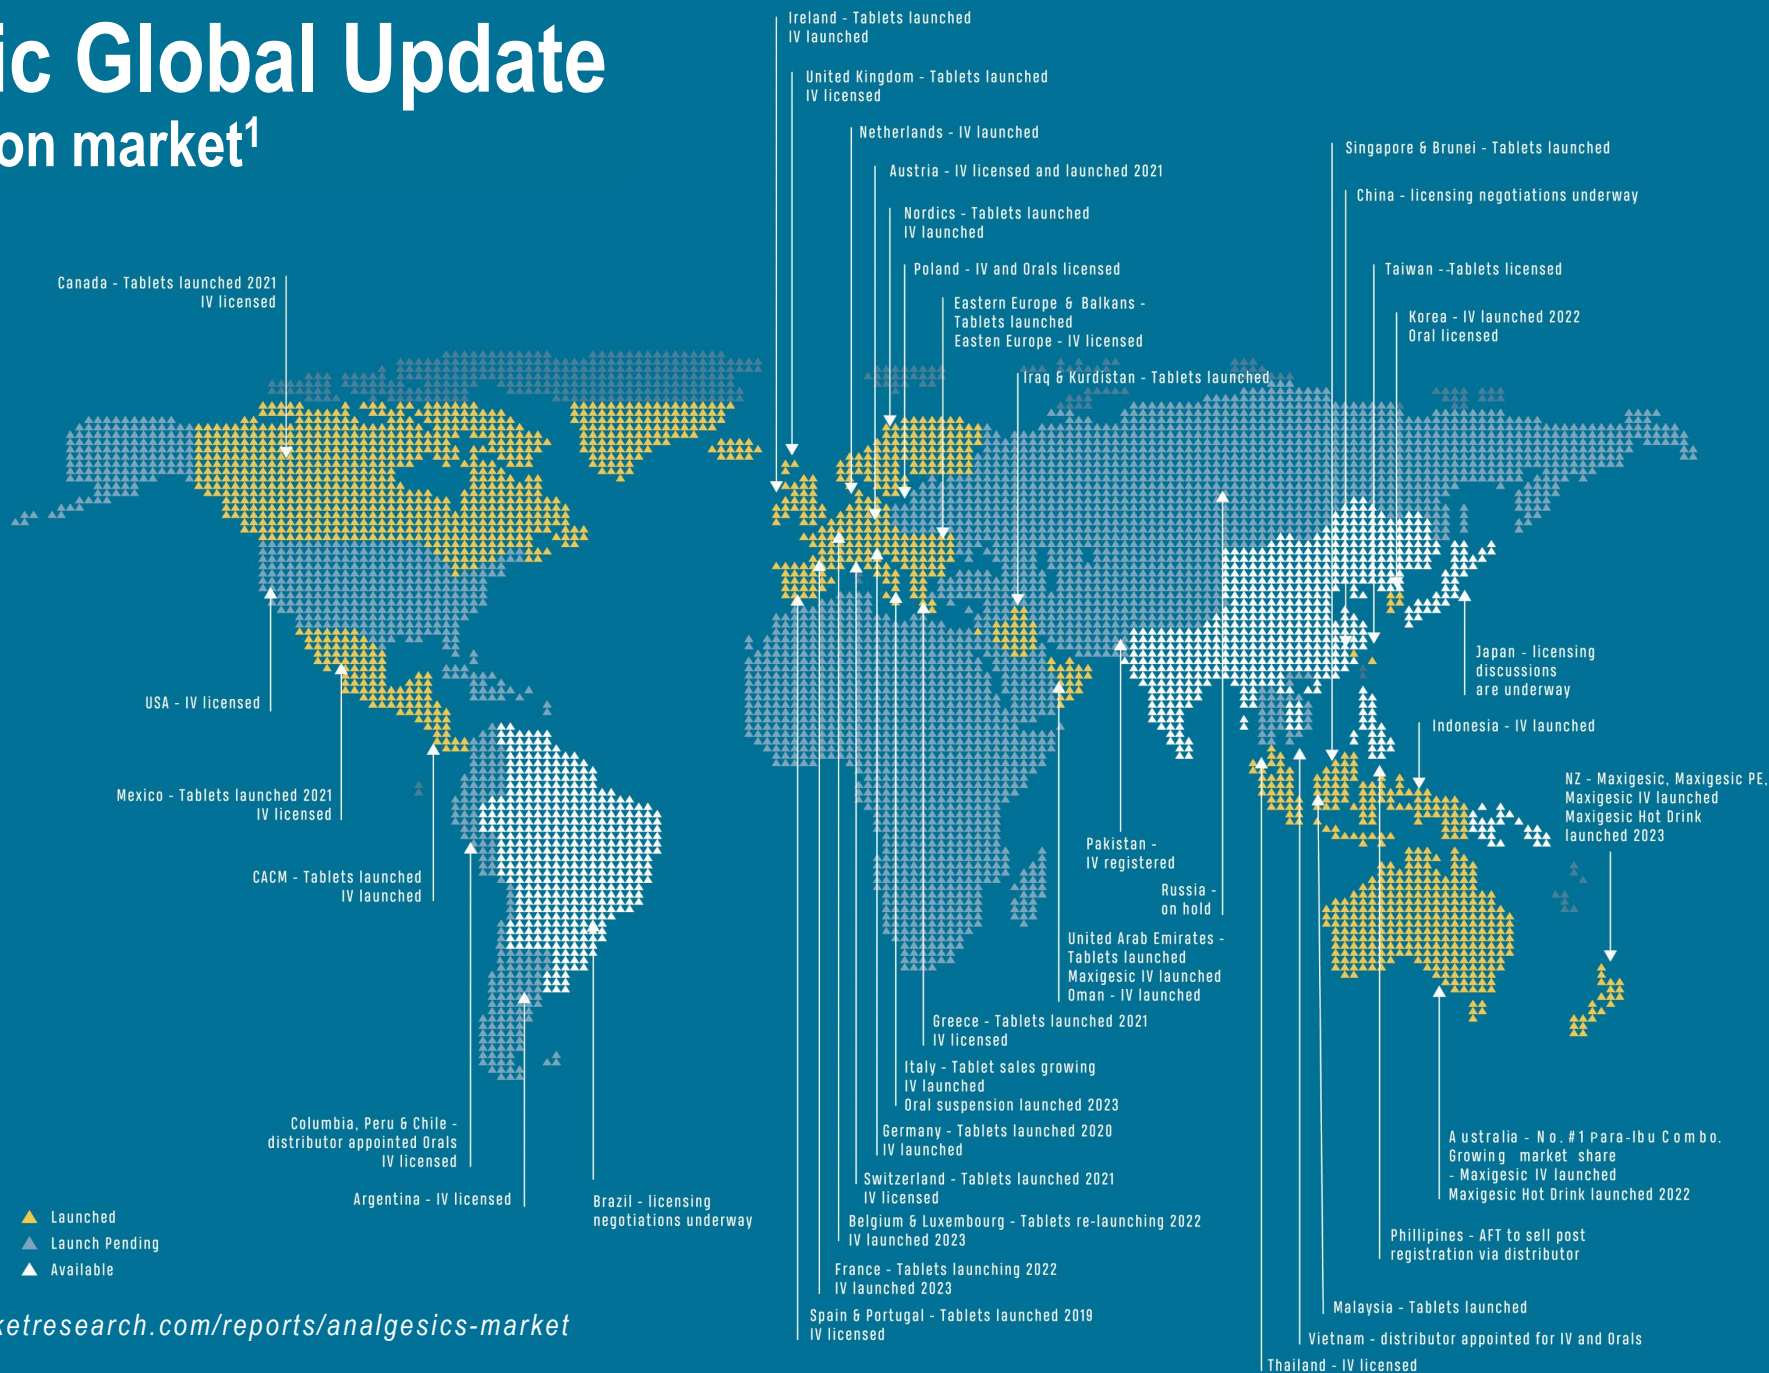 ic Global Update
on market¹
Ireland - Tablets launched
IV launched
United Kingdom - Tablets launched
IV licensed
Netherlands - IV launched
Austria - IV licensed and launched 2021
Nordics - Tablets launched
IV launched
Poland - IV and Orals licensed
Eastern Europe & Balkans -
Tablets launched
Easten Europe - IV licensed
Iraq & Kurdistan - Tablets launched
Singapore & Brunei - Tablets launched
China - licensing negotiations underway
Taiwan --Tablets licensed
Korea - IV launched 2022
Oral licensed
Canada - Tablets launched 2021
IV licensed
USA - IV licensed
Mexico - Tablets launched 2021
IV licensed
CACM - Tablets launched
IV launched
Columbia, Peru & Chile -
distributor appointed Orals
IV licensed
Argentina - IV licensed
Brazil - licensing
negotiations underway
Japan - licensing
discussions
are underway
Indonesia - IV launched
NZ - Maxigesic, Maxigesic PE,
Maxigesic IV launched
Maxigesic Hot Drink
launched 2023
Pakistan -
IV registered
Russia -
on hold
United Arab Emirates -
Tablets launched
Maxigesic IV launched
Oman - IV launched
Greece - Tablets launched 2021
IV licensed
Italy - Tablet sales growing
IV launched
Oral suspension launched 2023
Germany - Tablets launched 2020
IV launched
Switzerland - Tablets launched 2021
IV licensed
Belgium & Luxembourg - Tablets re-launching 2022
IV launched 2023
France - Tablets launching 2022
IV launched 2023
Spain & Portugal - Tablets launched 2019
IV licensed
Australia - No. #1 Para-Ibu Combo.
Growing market share
- Maxigesic IV launched
Maxigesic Hot Drink launched 2022
Phillipines - AFT to sell post
registration via distributor
Malaysia - Tablets launched
Vietnam - distributor appointed for IV and Orals
Thailand - IV licensed
Launched
Launch Pending
Available
ketresearch.com/reports/analgesics-market